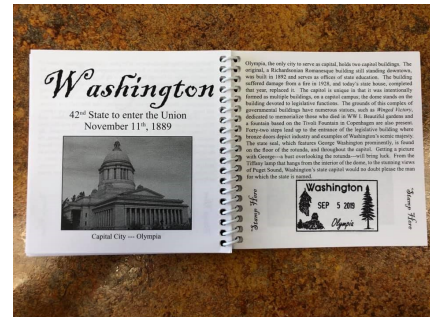 Washington
42nd State to enter the Union
November 11th, 1889
Capital City --- Olympia
Olympia, the only city to serve as capital, holds two capitol buildings. The
original, a Richardsonian Romanesque building still standing downtown,
was built in 1892 and serves as offices of state education. The building
suffered damage from a fire in 1928, and today's state house, completed
that year, replaced it. The capitol is unique in that it was intentionally
formed as multiple buildings, on a capitol campus, the dome stands on the
building devoted to legislative functions. The grounds of this complex of
governmental buildings have numerous statues, such as Winged Victory,
dedicated to memorialize those who died in WW I. Beautiful gardens and
a fountain based on the Tivoli Fountain in Copenhagen are also present.
Forty-two steps lead up to the entrance of the legislative building where
bronze doors depict industry and examples of Washington's scenic majesty.
The state seal, which features George Washington prominently, is found
on the floor of the rotunda, and throughout the capitol. Getting a picture
with George—a bust overlooking the rotunda—will bring luck. From the
Tiffany lamp that hangs from the interior of the dome, to the stunning views
of Puget Sound, Washington's state capitol would no doubt please the man
for which the state is named.
Stamp Here
Washington
SEP 5 2019
Olympia
Stamp Here